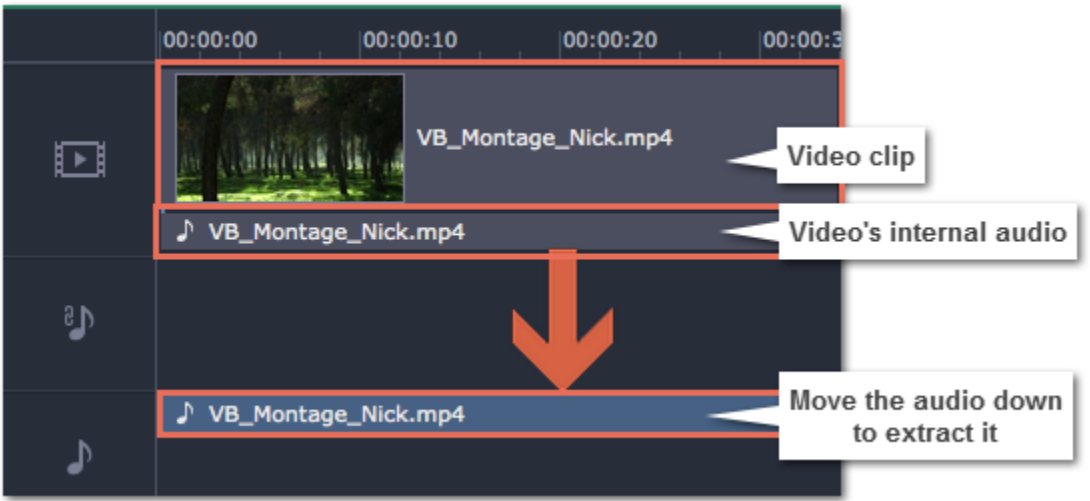 00:00:00 00:00:10 00:00:20 00:00:3
VB_Montage_Nick.mp4
Video clip
VB_Montage_Nick.mp4
Video's internal audio
VB_Montage_Nick.mp4
Move the audio down
to extract it